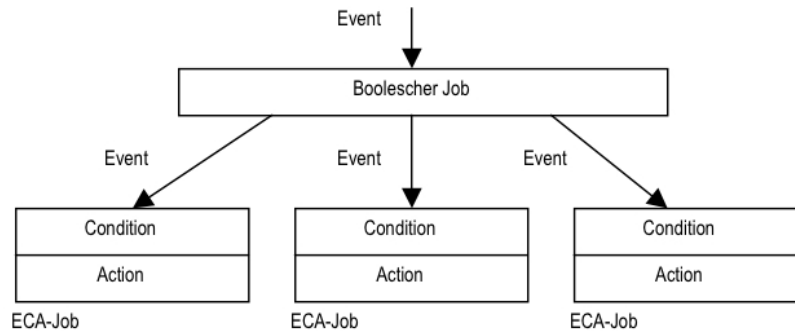 Event
Boolescher Job
Event
Event
Event
Condition
Condition
Condition
Action
Action
Action
ECA-Job
ECA-Job
ECA-Job